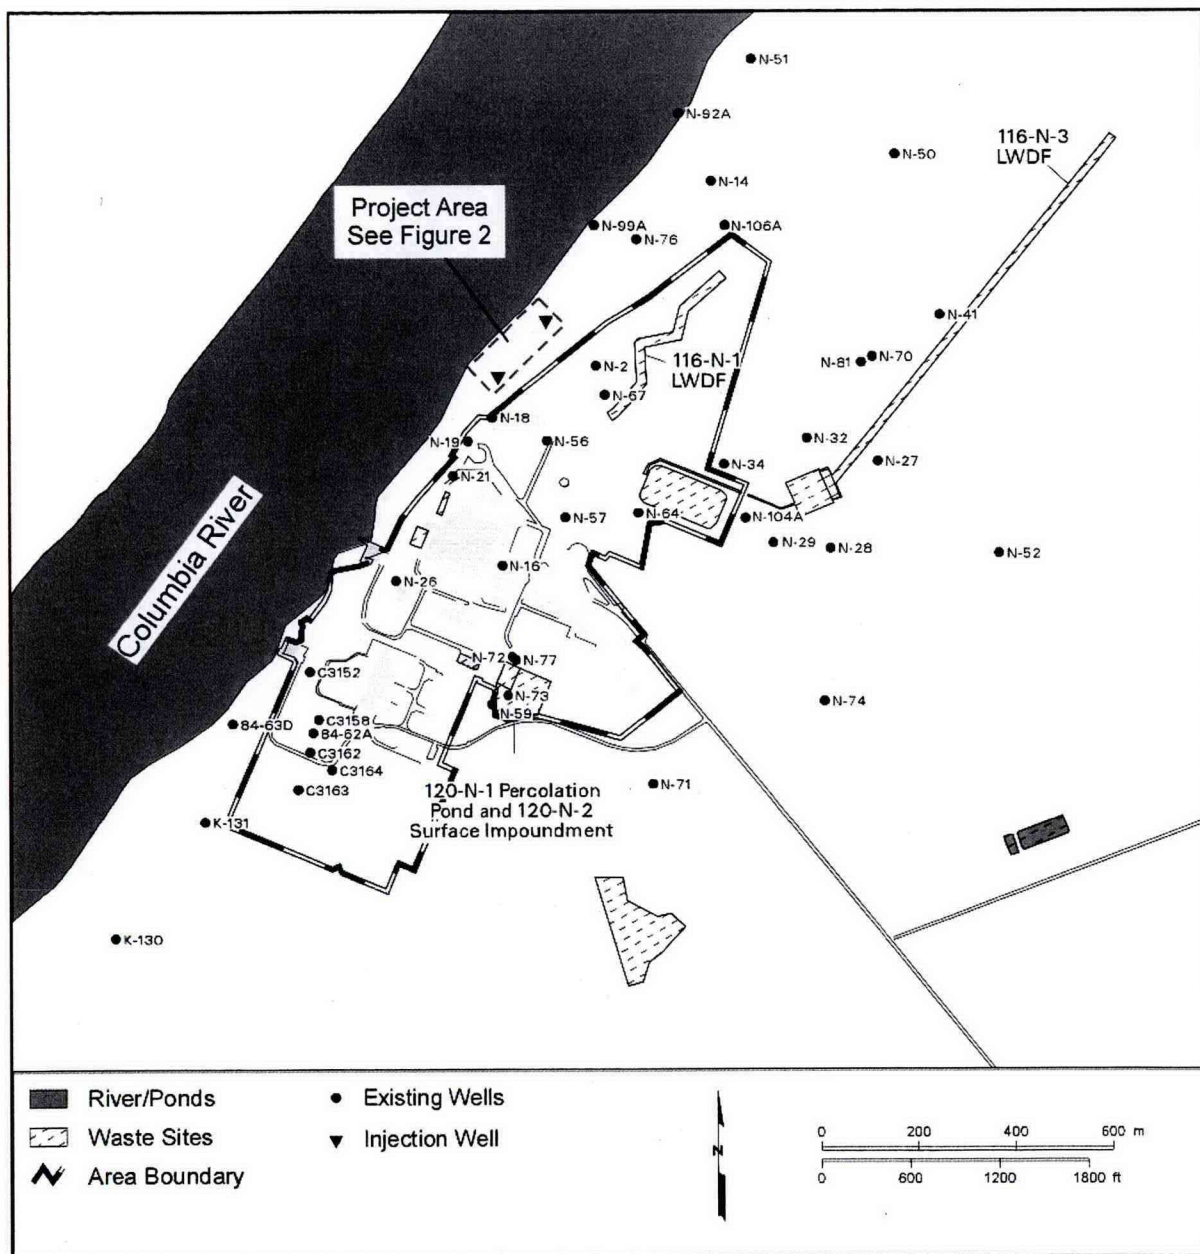 N-51
N-92A
116-N-3
LWDF
N-50
N-14
Project Area
See Figure 2
N-99A
N-106A
N-76
N-41
N-2
116-N-1
LWDF
N-81
N-70
N-67
N-18
N-19
N-56
N-32
N-34
N-27
N-21
Columbia River
N-57
N-64
N-104A
N-29
N-28
N-52
N-16
N-26
N-72
N-77
C3152
N-73
N-59
N-74
84-63D
C3158
84-62A
C3162
C3164
C3163
N-71
120-N-1 Percolation
Pond and 120-N-2
Surface Impoundment
K-131
K-130
River/Ponds
Waste Sites
Area Boundary
Existing Wells
Injection Well
N
0 200 400 600 m
0 600 1200 1800 ft